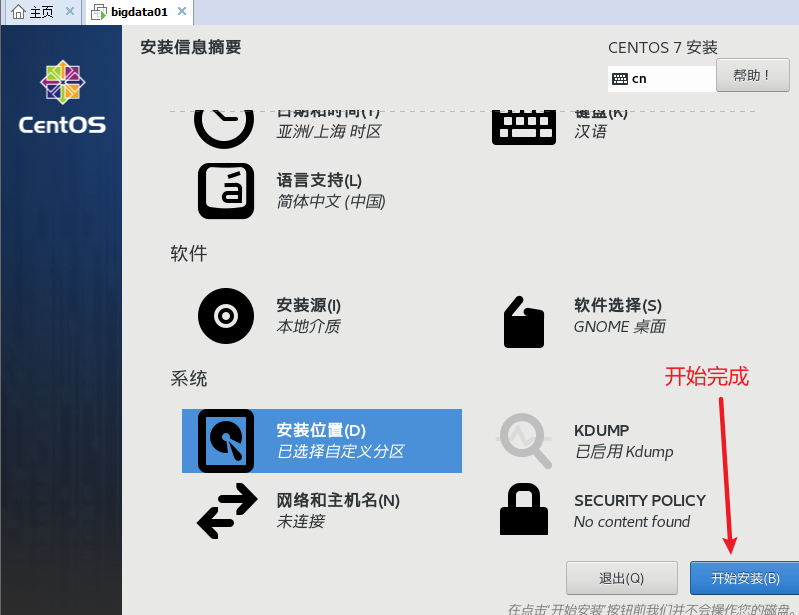 主页
bigdata01
安装信息摘要
CENTOS 7 安装
cn
帮助！
CentOS
日期和时间(T)
亚洲/上海 时区
键盘(K)
汉语
语言支持(L)
简体中文 (中国)
软件
安装源(I)
本地介质
软件选择(S)
GNOME 桌面
系统
开始完成
安装位置(D)
已选择自定义分区
KDUMP
已启用 Kdump
网络和主机名(N)
未连接
SECURITY POLICY
No content found
退出(Q)
开始安装(B)
在点击'开始安装'按钮前我们并不会操作您的磁盘。